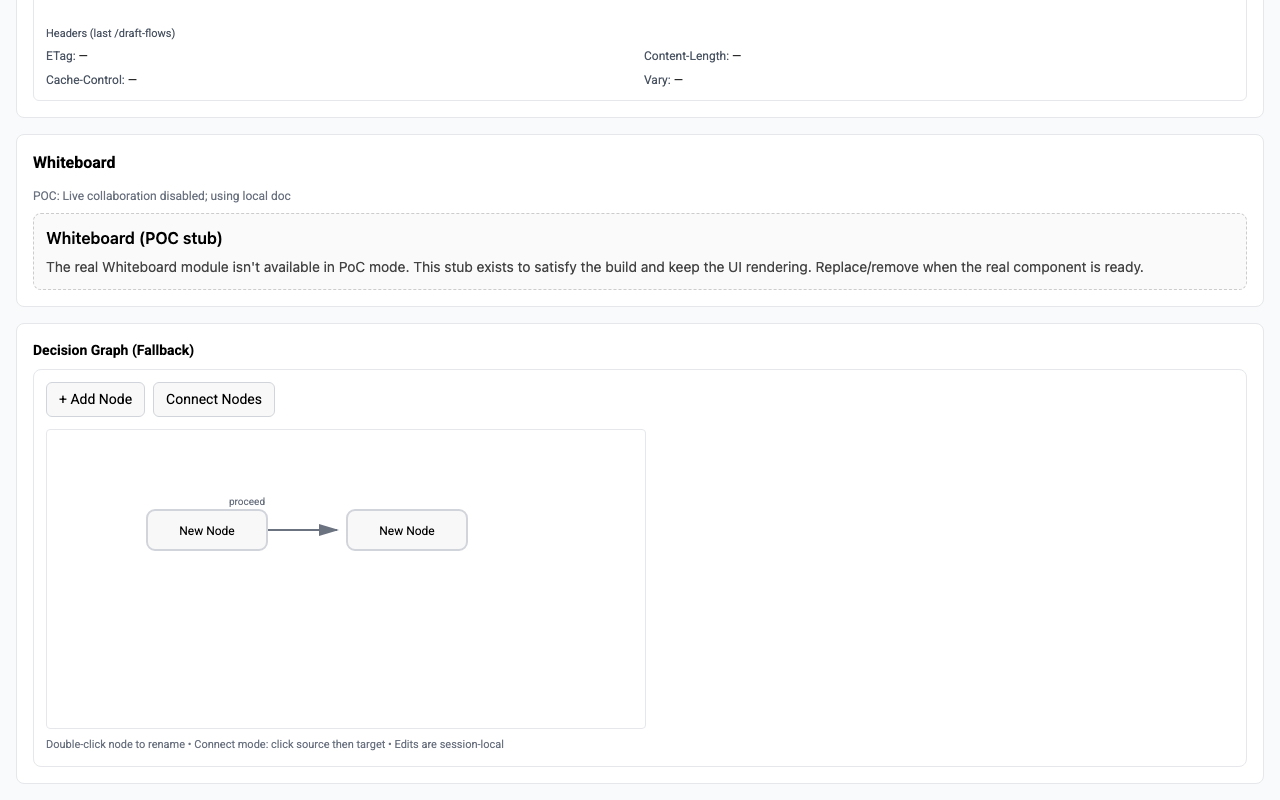 Headers (last /draft-flows)
ETag: —
Content-Length: —
Cache-Control: —
Vary: —
Whiteboard
POC: Live collaboration disabled; using local doc
Whiteboard (POC stub)
The real Whiteboard module isn't available in PoC mode. This stub exists to satisfy the build and keep the UI rendering. Replace/remove when the real component is ready.
Decision Graph (Fallback)
+ Add Node
Connect Nodes
proceed
New Node
New Node
Double-click node to rename • Connect mode: click source then target • Edits are session-local